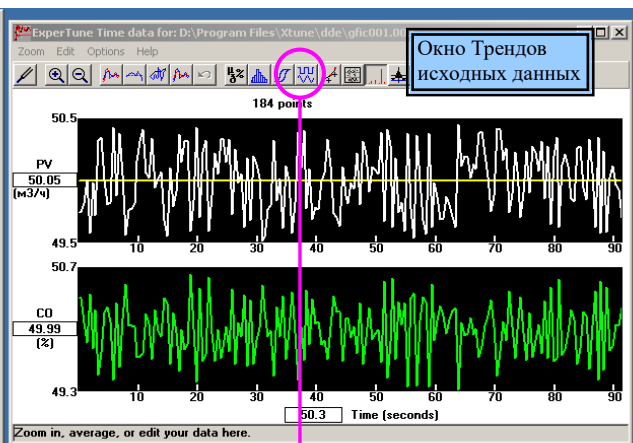 ExperTune Time data for: D:\Program Files\Xtune\dde\gfic001.00
Окно Трендов
исходных данных
Zoom Edit Options Help
184 points
50.5
PV
50.05
(м3/ч)
49.5
10 20 30 40 50 60 70 80 90
50.7
CO
49.99
(%)
49.3
10 20 30 40 50 60 70 80 90
50.3 Time (seconds)
Zoom in, average, or edit your data here.